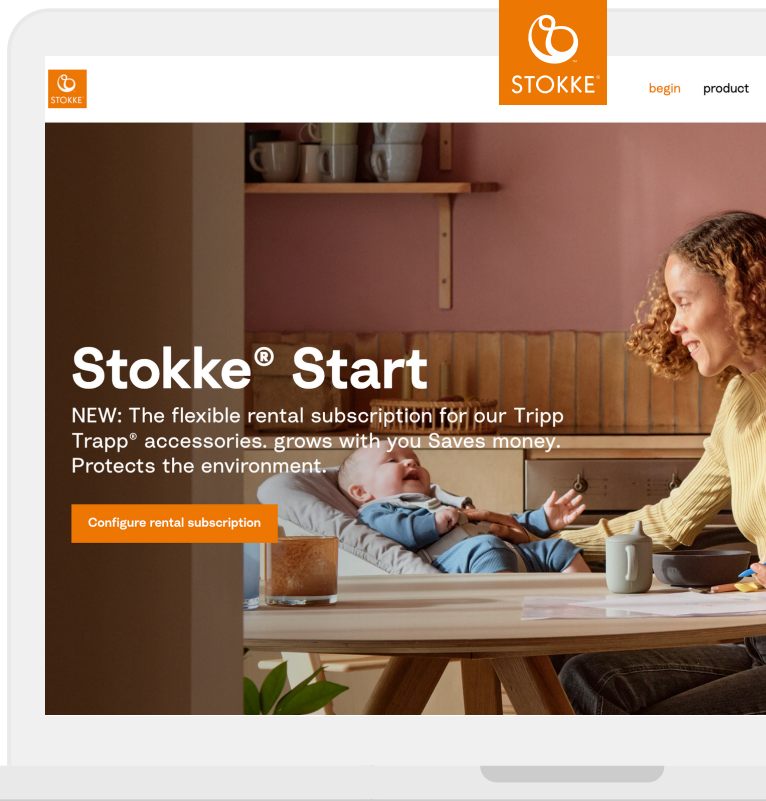 STOKKE®
STOKKE
begin
product
Stokke® Start
NEW: The flexible rental subscription for our Tripp
Trapp® accessories. grows with you Saves money.
Protects the environment.
Configure rental subscription